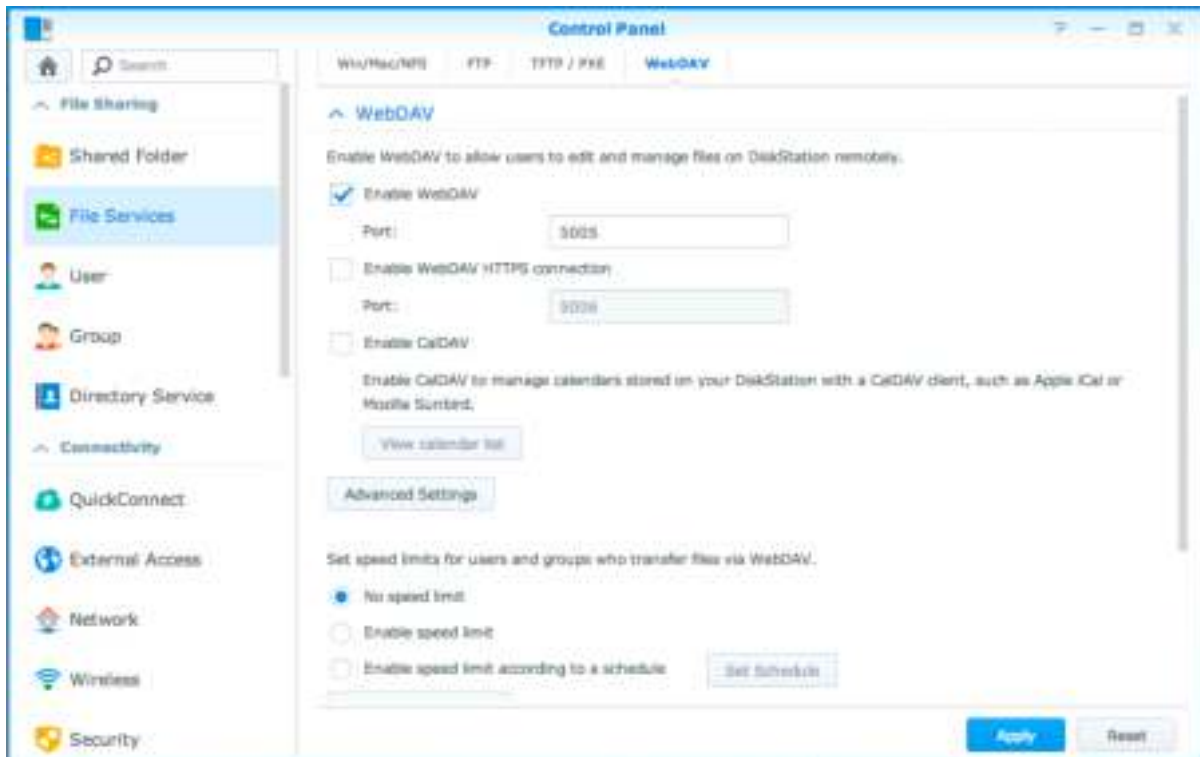 Control Panel
Search
Win/Mac/NFS FTP TFTP / PXE WebDAV
File Sharing
Shared Folder
File Services
User
Group
Directory Service
Connectivity
QuickConnect
External Access
Network
Wireless
Security
WebDAV
Enable WebDAV to allow users to edit and manage files on DiskStation remotely.
Enable WebDAV
Port: 5005
Enable WebDAV HTTPS connection
Port: 5006
Enable CalDAV
Enable CalDAV to manage calendars stored on your DiskStation with a CalDAV client, such as Apple iCal or
Mozilla Sunbird.
View calendar list
Advanced Settings
Set speed limits for users and groups who transfer files via WebDAV.
No speed limit
Enable speed limit
Enable speed limit according to a schedule Set Schedule
Apply Reset